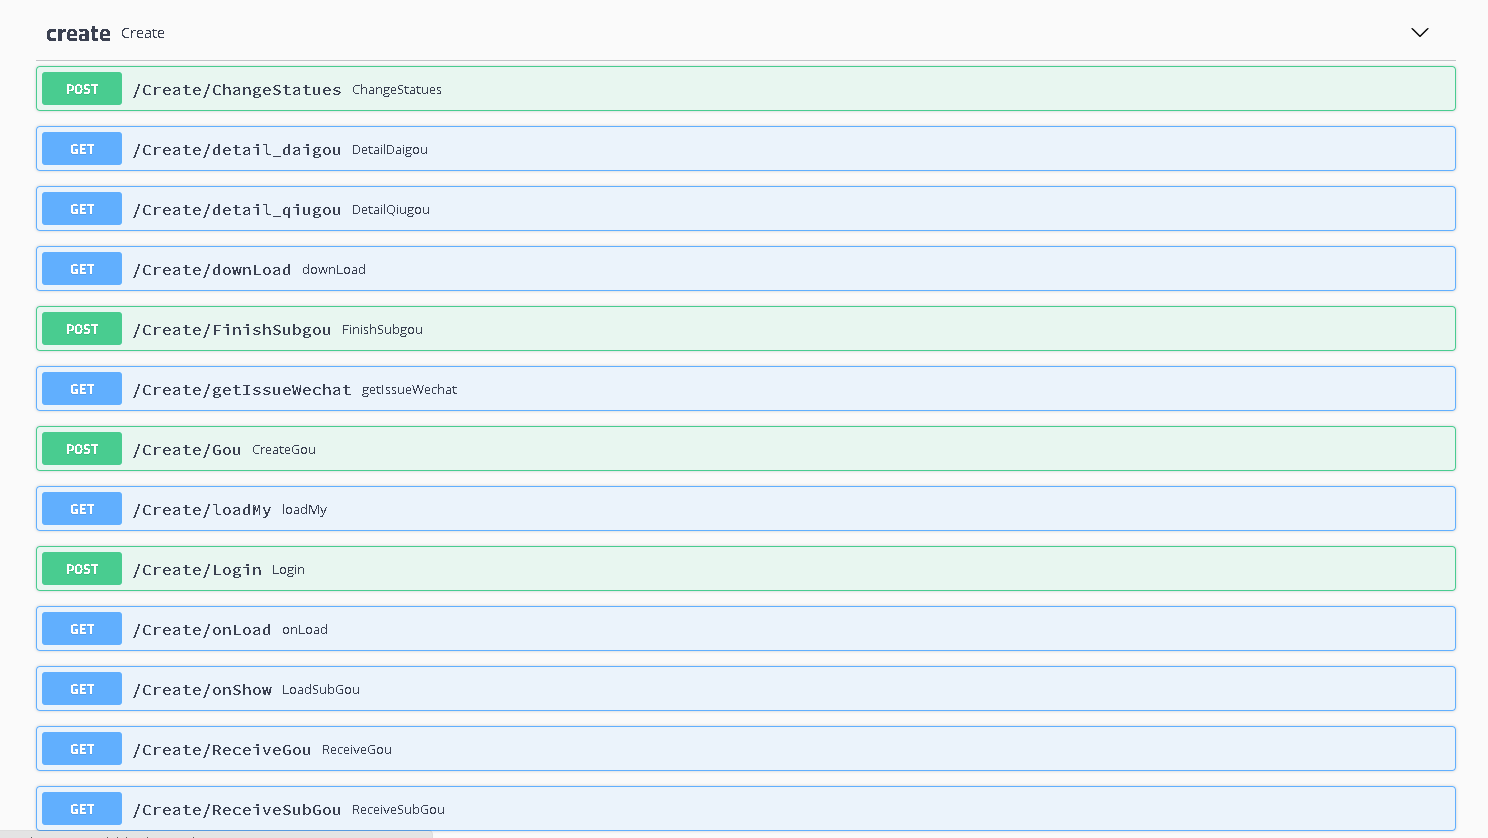 create Create
POST /Create/ChangeStatues ChangeStatues
GET /Create/detail_daigou DetailDaigou
GET /Create/detail_qiugou DetailQiugou
GET /Create/downLoad downLoad
POST /Create/FinishSubgou FinishSubgou
GET /Create/getIssueWechat getIssueWechat
POST /Create/Gou CreateGou
GET /Create/loadMy loadMy
POST /Create/Login Login
GET /Create/onLoad onLoad
GET /Create/onShow LoadSubGou
GET /Create/ReceiveGou ReceiveGou
GET /Create/ReceiveSubGou ReceiveSubGou